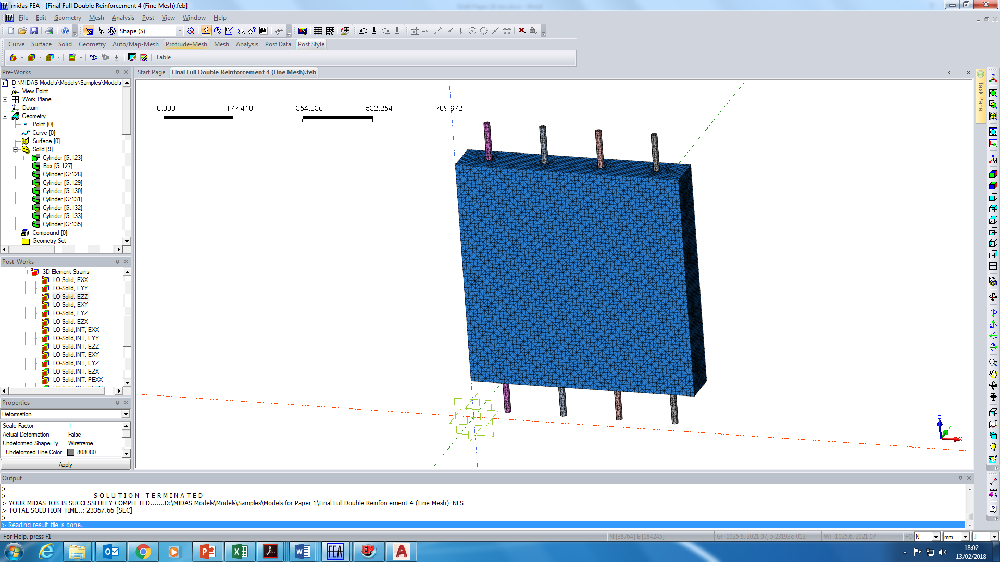 midas FEA - [Final Full Double Reinforcement 4 (Fine Mesh).feb]
File Edit Geometry Mesh Analysis Post View Window Help
Shape (S)
Curve Surface Solid Geometry Auto/Map-Mesh Protrude-Mesh Mesh Analysis Post Data Post Style
Table
Pre-Works
D:\MIDAS Models\Models\Samples\Models
View Point
Work Plane
Datum
Geometry
Point [0]
Curve [0]
Surface [0]
Solid [9]
Cylinder [G:123]
Box [G:127]
Cylinder [G:128]
Cylinder [G:129]
Cylinder [G:130]
Cylinder [G:131]
Cylinder [G:132]
Cylinder [G:133]
Cylinder [G:135]
Compound [0]
Geometry Set
Post-Works
3D Element Strains
LO-Solid, EXX
LO-Solid, EYY
LO-Solid, EZZ
LO-Solid, EXY
LO-Solid, EYZ
LO-Solid, EZX
LO-Solid,INT, EXX
LO-Solid,INT, EYY
LO-Solid,INT, EZZ
LO-Solid,INT, EXY
LO-Solid,INT, EYZ
LO-Solid,INT, EZX
LO-Solid,INT, PEXX
Properties
Deformation
Scale Factor 1
Actual Deformation False
Undeformed Shape Ty... Wireframe
Undeformed Line Color 808080
Apply
Start Page Final Full Double Reinforcement 4 (Fine Mesh).feb
0.000 177.418 354.836 532.254 709.672
Z
Y
X
Task Pane
Output
>
> -----------------------------------------S O L U T I O N   T E R M I N A T E D
> YOUR MIDAS JOB IS SUCCESSFULLY COMPLETED.......D:\MIDAS Models\Models\Samples\Models for Paper 1\Final Full Double Reinforcement 4 (Fine Mesh)_NLS
> TOTAL SOLUTION TIME..: 23367.66 [SEC]
> ------------------------------------------------------------------------------
> Reading result file is done.
For Help, press F1
N:[38764] E:[184245] G: -1025.6, 2021.07, 5.23193e-012 W: -1025.6, 2021.07 FO N mm J
18:02
13/02/2018